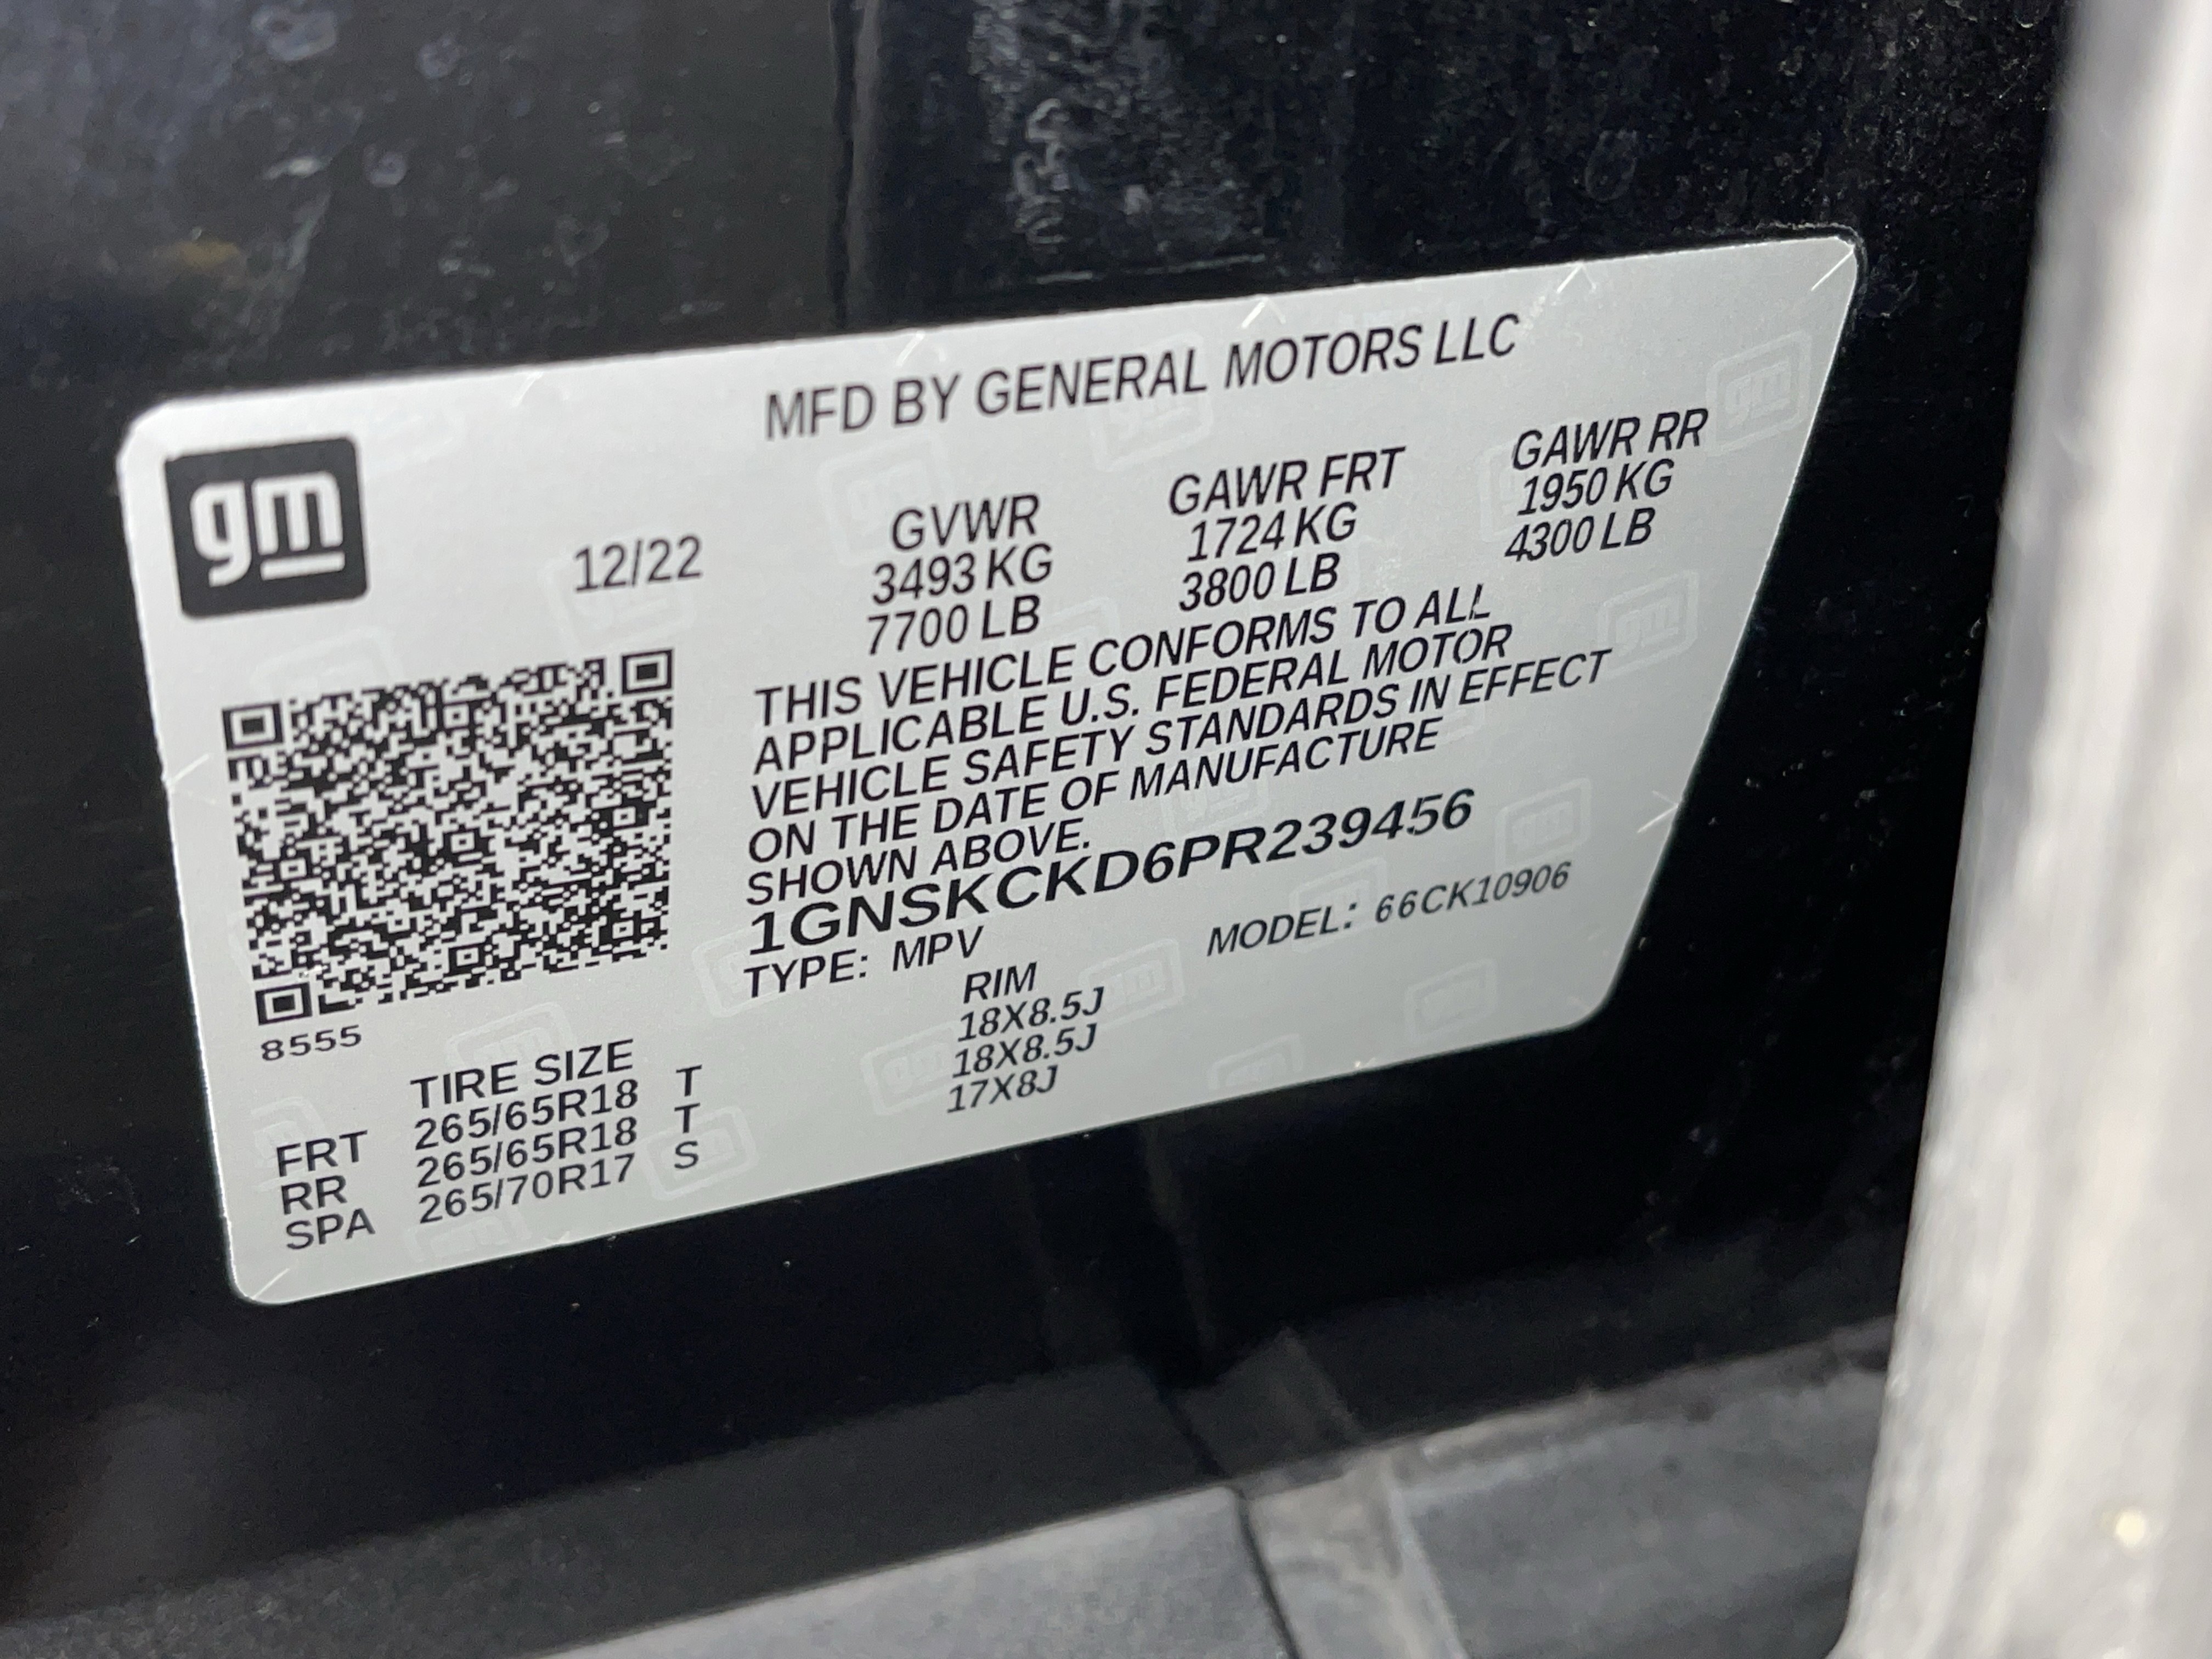 MFD BY GENERAL MOTORS LLC
gm
12/22
GVWR
3493 KG
7700 LB
GAWR FRT
1724 KG
3800 LB
GAWR RR
1950 KG
4300 LB
THIS VEHICLE CONFORMS TO ALL
APPLICABLE U.S. FEDERAL MOTOR
VEHICLE SAFETY STANDARDS IN EFFECT
ON THE DATE OF MANUFACTURE
SHOWN ABOVE.
1GNSKCKD6PR239456
TYPE: MPV MODEL: 66CK10906
8555
TIRE SIZE RIM
FRT 265/65R18 T 18X8.5J
RR 265/65R18 T 18X8.5J
SPA 265/70R17 S 17X8J